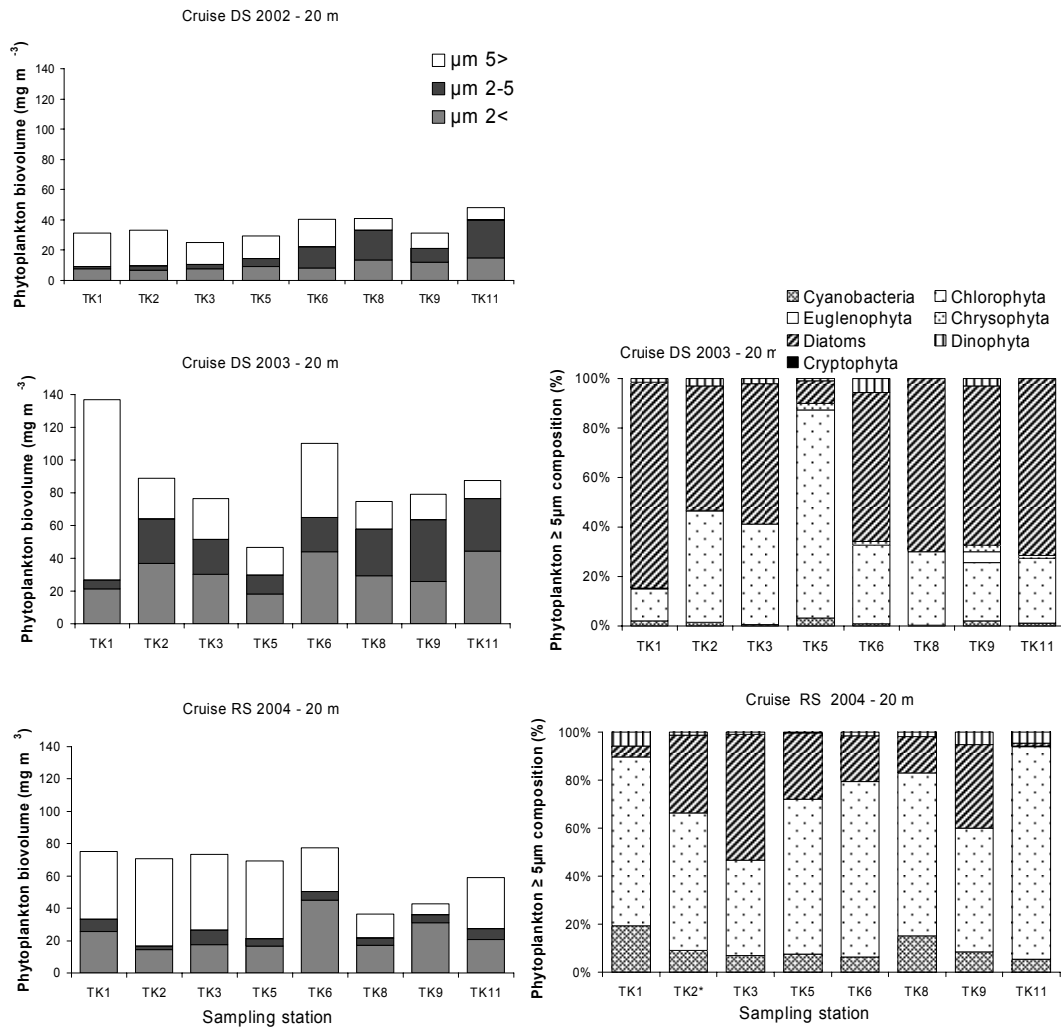 Cruise DS 2002 - 20 m
Phytoplankton biovolume (mg m -3)
140
120
100
80
60
40
20
0
µm 5>
µm 2-5
µm 2<
TK1 TK2 TK3 TK5 TK6 TK8 TK9 TK11
Cruise DS 2003 - 20 m
Phytoplankton biovolume (mg m -3)
140
120
100
80
60
40
20
0
TK1 TK2 TK3 TK5 TK6 TK8 TK9 TK11
Cyanobacteria Chlorophyta
Euglenophyta Chrysophyta
Diatoms Dinophyta
Cryptophyta
Cruise DS 2003 - 20 m
Phytoplankton ≥ 5µm composition (%)
100%
80%
60%
40%
20%
0%
TK1 TK2 TK3 TK5 TK6 TK8 TK9 TK11
Cruise RS 2004 - 20 m
Phytoplankton biovolume (mg m 3)
140
120
100
80
60
40
20
0
TK1 TK2 TK3 TK5 TK6 TK8 TK9 TK11
Sampling station
Cruise RS 2004 - 20 m
Phytoplankton ≥ 5µm composition (%)
100%
80%
60%
40%
20%
0%
TK1 TK2* TK3 TK5 TK6 TK8 TK9 TK11
Sampling station